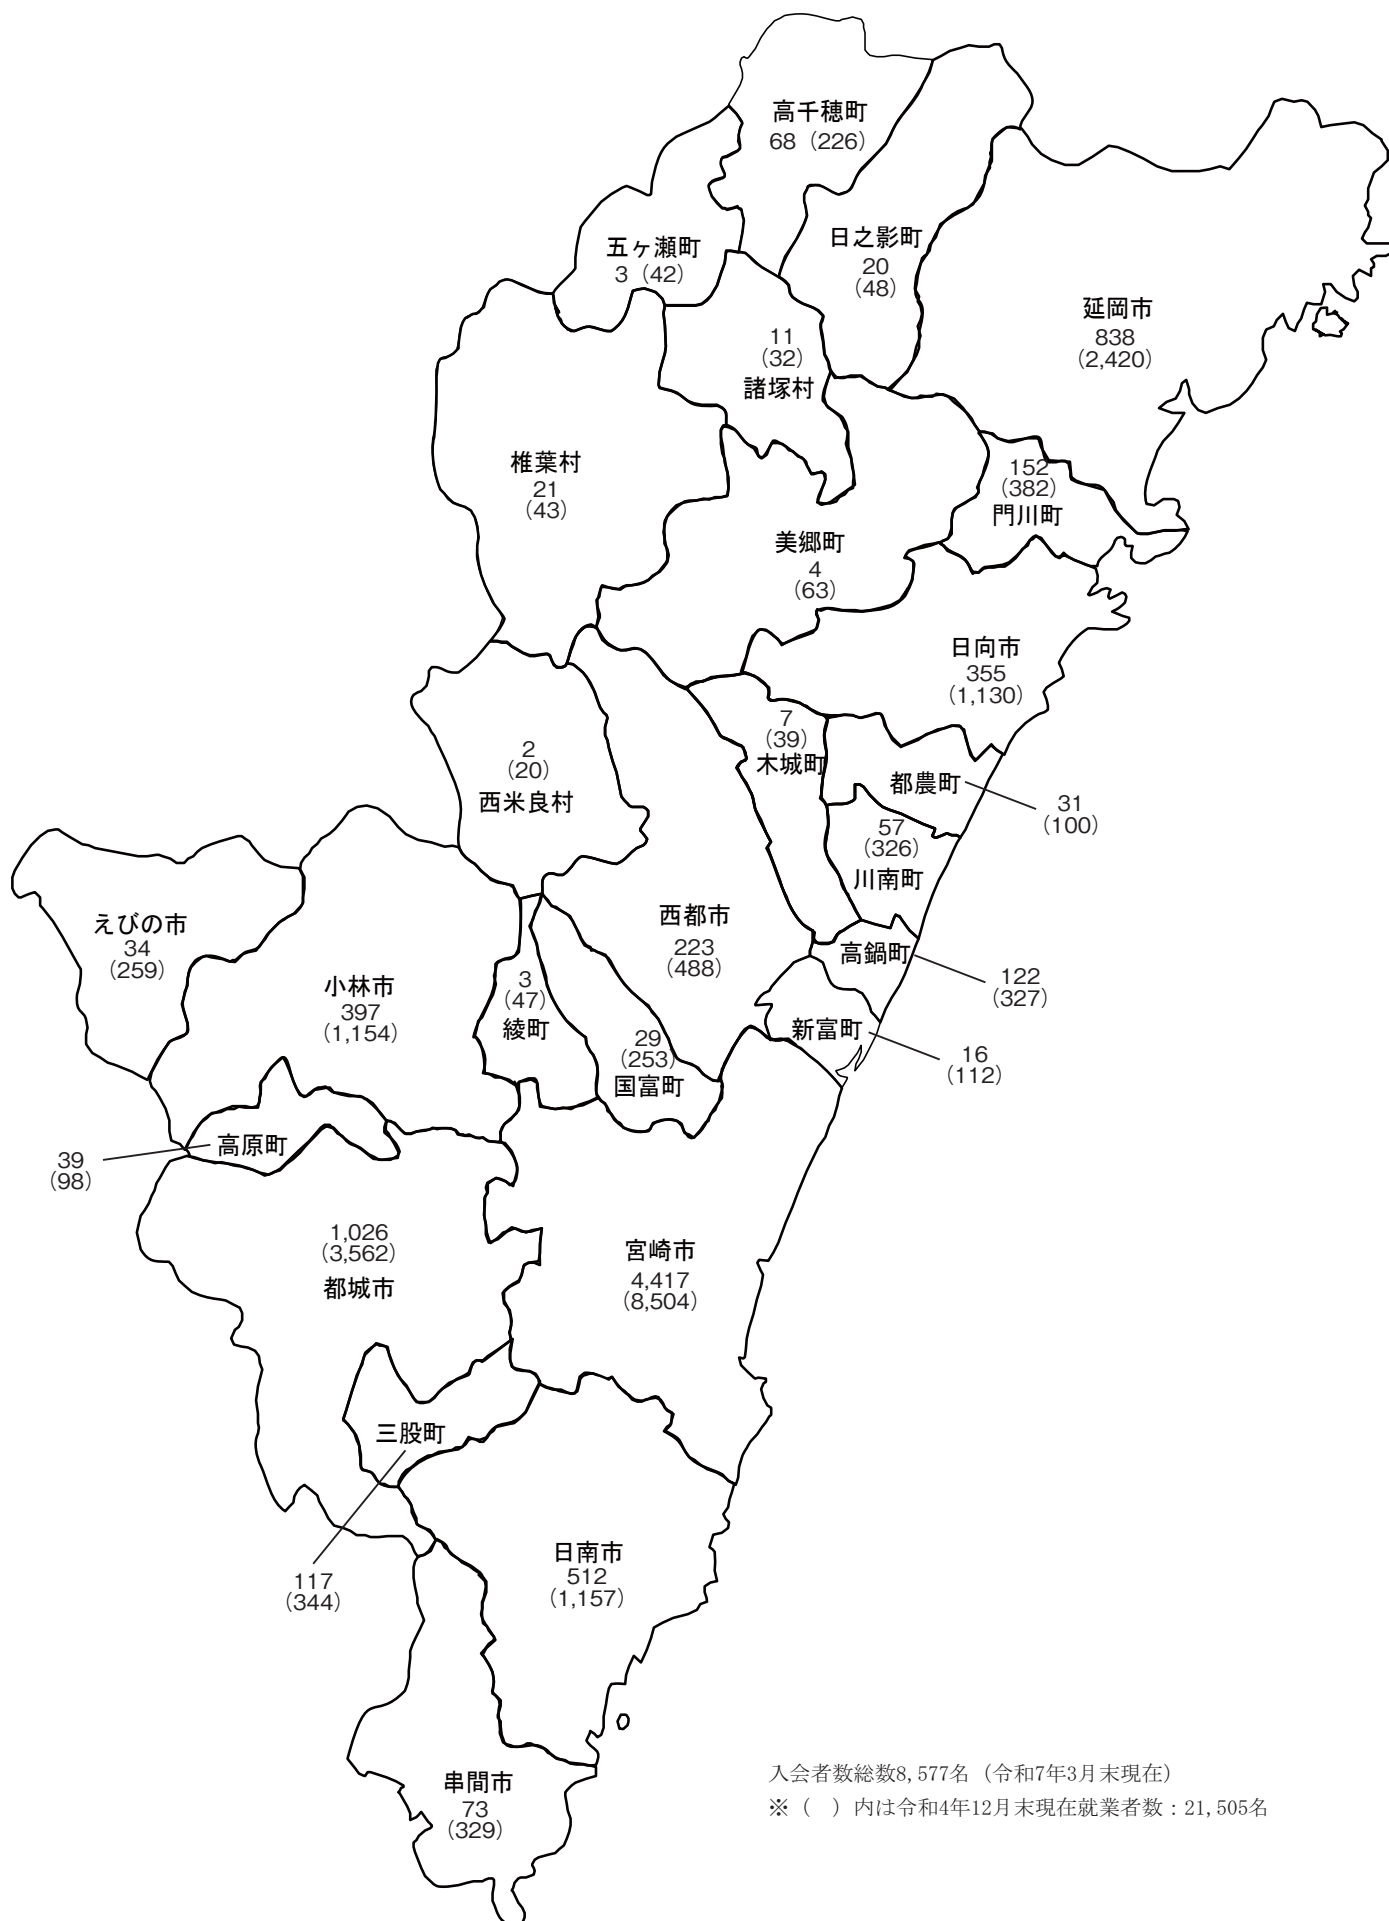 高千穂町
68（226）
五ヶ瀬町
3（42）
日之影町
20
（48）
延岡市
838
（2,420）
11
（32）
諸塚村
椎葉村
21
（43）
152
（382）
門川町
美郷町
4
（63）
日向市
355
（1,130）
7
（39）
木城町
2
（20）
西米良村
都農町
31
（100）
57
（326）
川南町
えびの市
34
（259）
西都市
223
（488）
高鍋町
122
（327）
小林市
397
（1,154）
3
（47）
綾町
新富町
16
（112）
29
（253）
国富町
高原町
39
（98）
1,026
（3,562）
都城市
宮崎市
4,417
（8,504）
三股町
117
（344）
日南市
512
（1,157）
串間市
73
（329）
入会者数総数8,577名（令和7年3月末現在）
※（　）内は令和4年12月末現在就業者数：21,505名